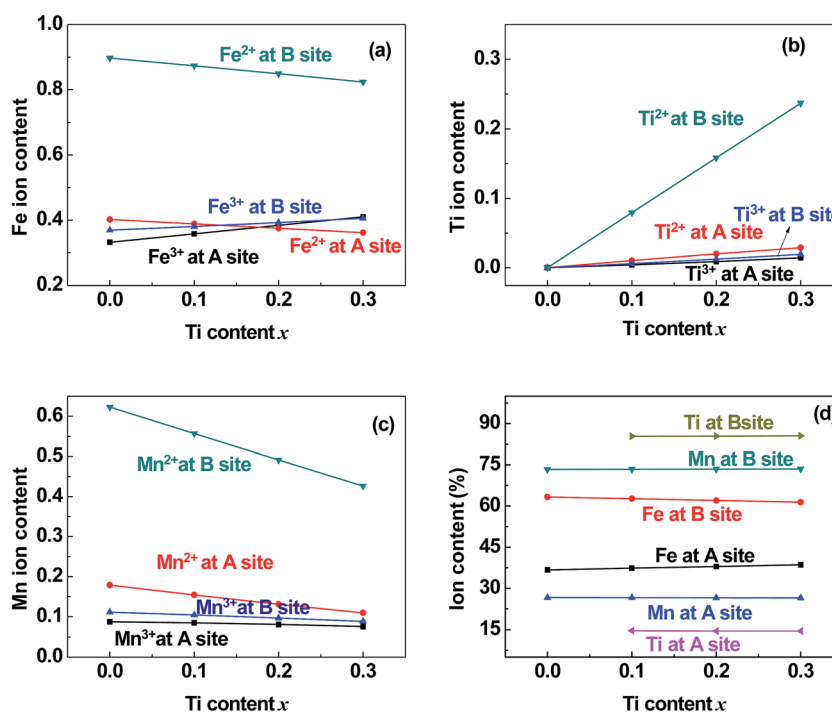 (a)
Fe ion content
1.0
0.8
0.6
0.4
0.2
Fe²⁺ at B site
Fe³⁺ at B site
Fe²⁺ at A site
Fe³⁺ at A site
0.0 0.1 0.2 0.3
Ti content x
(b)
Ti ion content
0.3
0.2
0.1
0.0
Ti²⁺ at B site
Ti³⁺ at B site
Ti²⁺ at A site
Ti³⁺ at A site
0.0 0.1 0.2 0.3
Ti content x
(c)
Mn ion content
0.6
0.5
0.4
0.3
0.2
0.1
0.0
Mn²⁺at B site
Mn²⁺ at A site
Mn³⁺at B site
Mn³⁺at A site
0.0 0.1 0.2 0.3
Ti content x
(d)
Ion content (%)
90
75
60
45
30
15
Ti at Bsite
Mn at B site
Fe at B site
Fe at A site
Mn at A site
Ti at A site
0.0 0.1 0.2 0.3
Ti content x